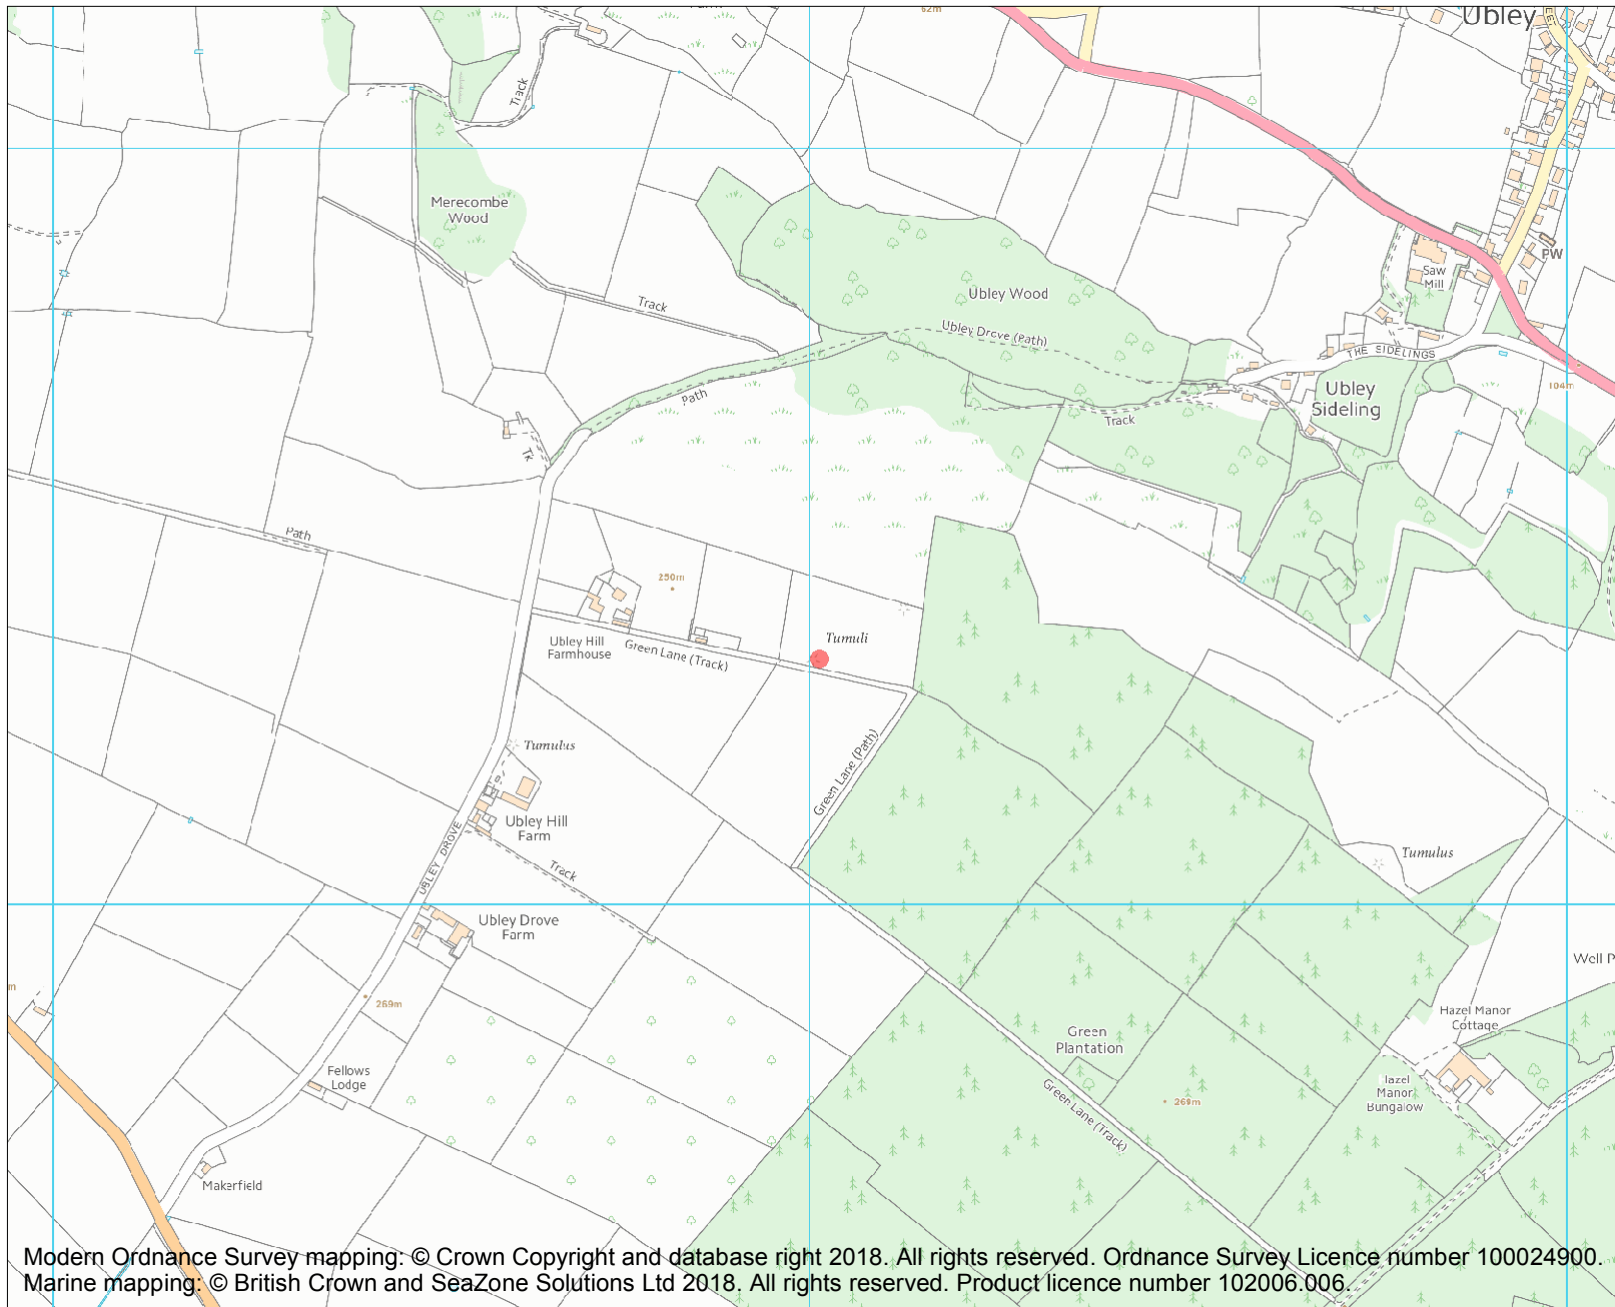 62m
Ubley
Track
Merecombe
Wood
PW
Saw
Mill
Ubley Wood
Track
Ubley Drove (Path)
THE SIDELINGS
104m
Ubley
Sideling
Path
Track
Tk
Path
250m
Tumuli
Ubley Hill
Farmhouse
Green Lane (Track)
Tumulus
Green Lane (Path)
Ubley Hill
Farm
UBLEY DROVE
Tumulus
Track
Ubley Drove
Farm
Well P
m
269m
Hazel Manor
Cottage
Green
Plantation
Fellows
Lodge
Hazel
Manor
Bungalow
Green Lane (Track)
269m
Makerfield
Modern Ordnance Survey mapping: © Crown Copyright and database right 2018. All rights reserved. Ordnance Survey Licence number 100024900.
Marine mapping: © British Crown and SeaZone Solutions Ltd 2018. All rights reserved. Product licence number 102006.006.